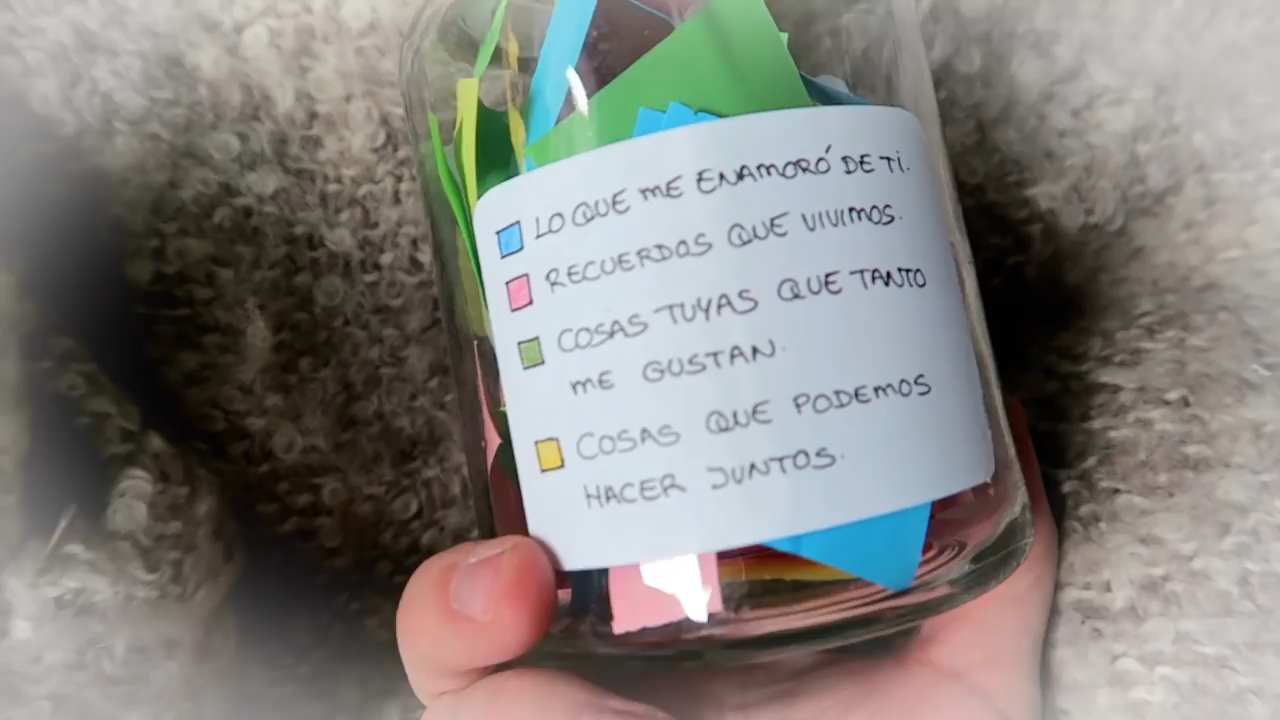 LO QUE ME ENAMORÓ DE TI.
RECUERDOS QUE VIVIMOS.
COSAS TUYAS QUE TANTO
ME GUSTAN.
COSAS QUE PODEMOS
HACER JUNTOS.